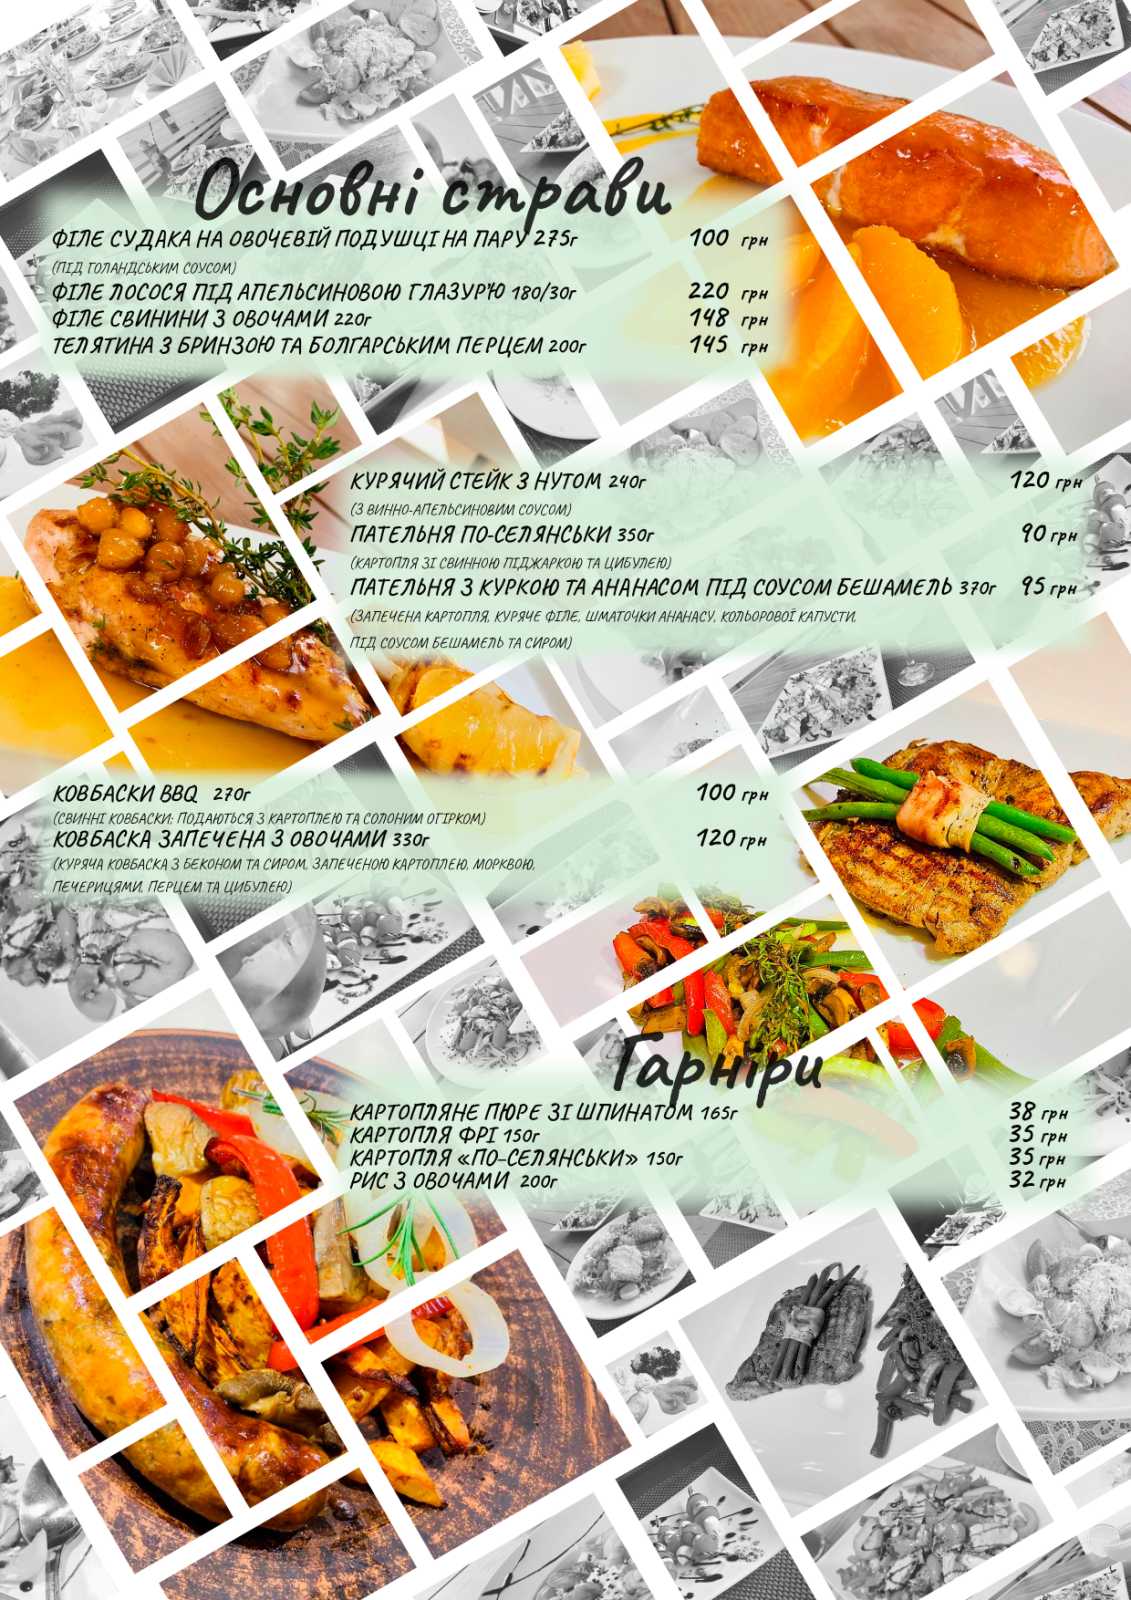 Основні страви
ФІЛЕ СУДАКА НА ОВОЧЕВІЙ ПОДУШЦІ НА ПАРУ 275г 100 грн
(ПІД ГОЛАНДСЬКИМ СОУСОМ)
ФІЛЕ ЛОСОСЯ ПІД АПЕЛЬСИНОВОЮ ГЛАЗУР'Ю 180/30г 220 грн
ФІЛЕ СВИНИНИ З ОВОЧАМИ 220г 148 грн
ТЕЛЯТИНА З БРИНЗОЮ ТА БОЛГАРСЬКИМ ПЕРЦЕМ 200г 145 грн
КУРЯЧИЙ СТЕЙК З НУТОМ 240г 120 грн
(З ВИННО-АПЕЛЬСИНОВИМ СОУСОМ)
ПАТЕЛЬНЯ ПО-СЕЛЯНСЬКИ 350г 90 грн
(КАРТОПЛЯ ЗІ СВИННОЮ ПІДЖАРКОЮ ТА ЦИБУЛЕЮ)
ПАТЕЛЬНЯ З КУРКОЮ ТА АНАНАСОМ ПІД СОУСОМ БЕШАМЕЛЬ 370г 95 грн
(ЗАПЕЧЕНА КАРТОПЛЯ, КУРЯЧЕ ФІЛЕ, ШМАТОЧКИ АНАНАСУ, КОЛЬОРОВОЇ КАПУСТИ,
ПІД СОУСОМ БЕШАМЕЛЬ ТА СИРОМ)
КОВБАСКИ BBQ 270г 100 грн
(СВИННІ КОВБАСКИ; ПОДАЮТЬСЯ З КАРТОПЛЕЮ ТА СОЛОНИМ ОГІРКОМ)
КОВБАСКА ЗАПЕЧЕНА З ОВОЧАМИ 330г 120 грн
(КУРЯЧА КОВБАСКА З БЕКОНОМ ТА СИРОМ, ЗАПЕЧЕНОЮ КАРТОПЛЕЮ, МОРКВОЮ,
ПЕЧЕРИЦЯМИ, ПЕРЦЕМ ТА ЦИБУЛЕЮ)
Гарніри
КАРТОПЛЯНЕ ПЮРЕ ЗІ ШПИНАТОМ 165г 38 грн
КАРТОПЛЯ ФРІ 150г 35 грн
КАРТОПЛЯ «ПО-СЕЛЯНСЬКИ» 150г 35 грн
РИС З ОВОЧАМИ 200г 32 грн